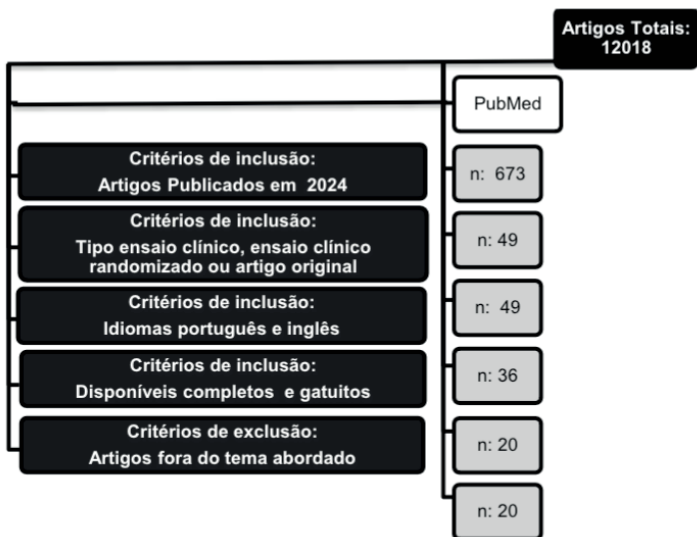 Artigos Totais:
12018
PubMed
Critérios de inclusão:
Artigos Publicados em 2024
n: 673
Critérios de inclusão:
Tipo ensaio clínico, ensaio clínico
randomizado ou artigo original
n: 49
Critérios de inclusão:
Idiomas português e inglês
n: 49
Critérios de inclusão:
Disponíveis completos e gatuitos
n: 36
Critérios de exclusão:
Artigos fora do tema abordado
n: 20
n: 20